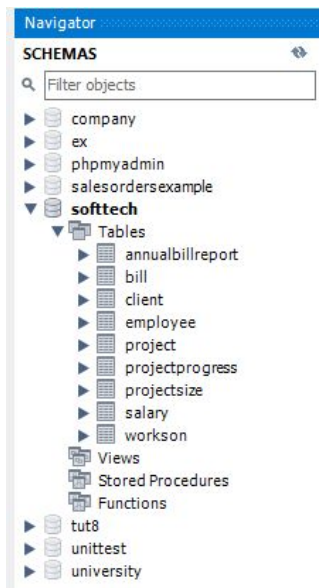 Navigator
SCHEMAS
Filter objects
company
ex
phpmyadmin
salesordersexample
softtech
Tables
annualbillreport
bill
client
employee
project
projectprogress
projectsize
salary
workson
Views
Stored Procedures
Functions
tut8
unittest
university